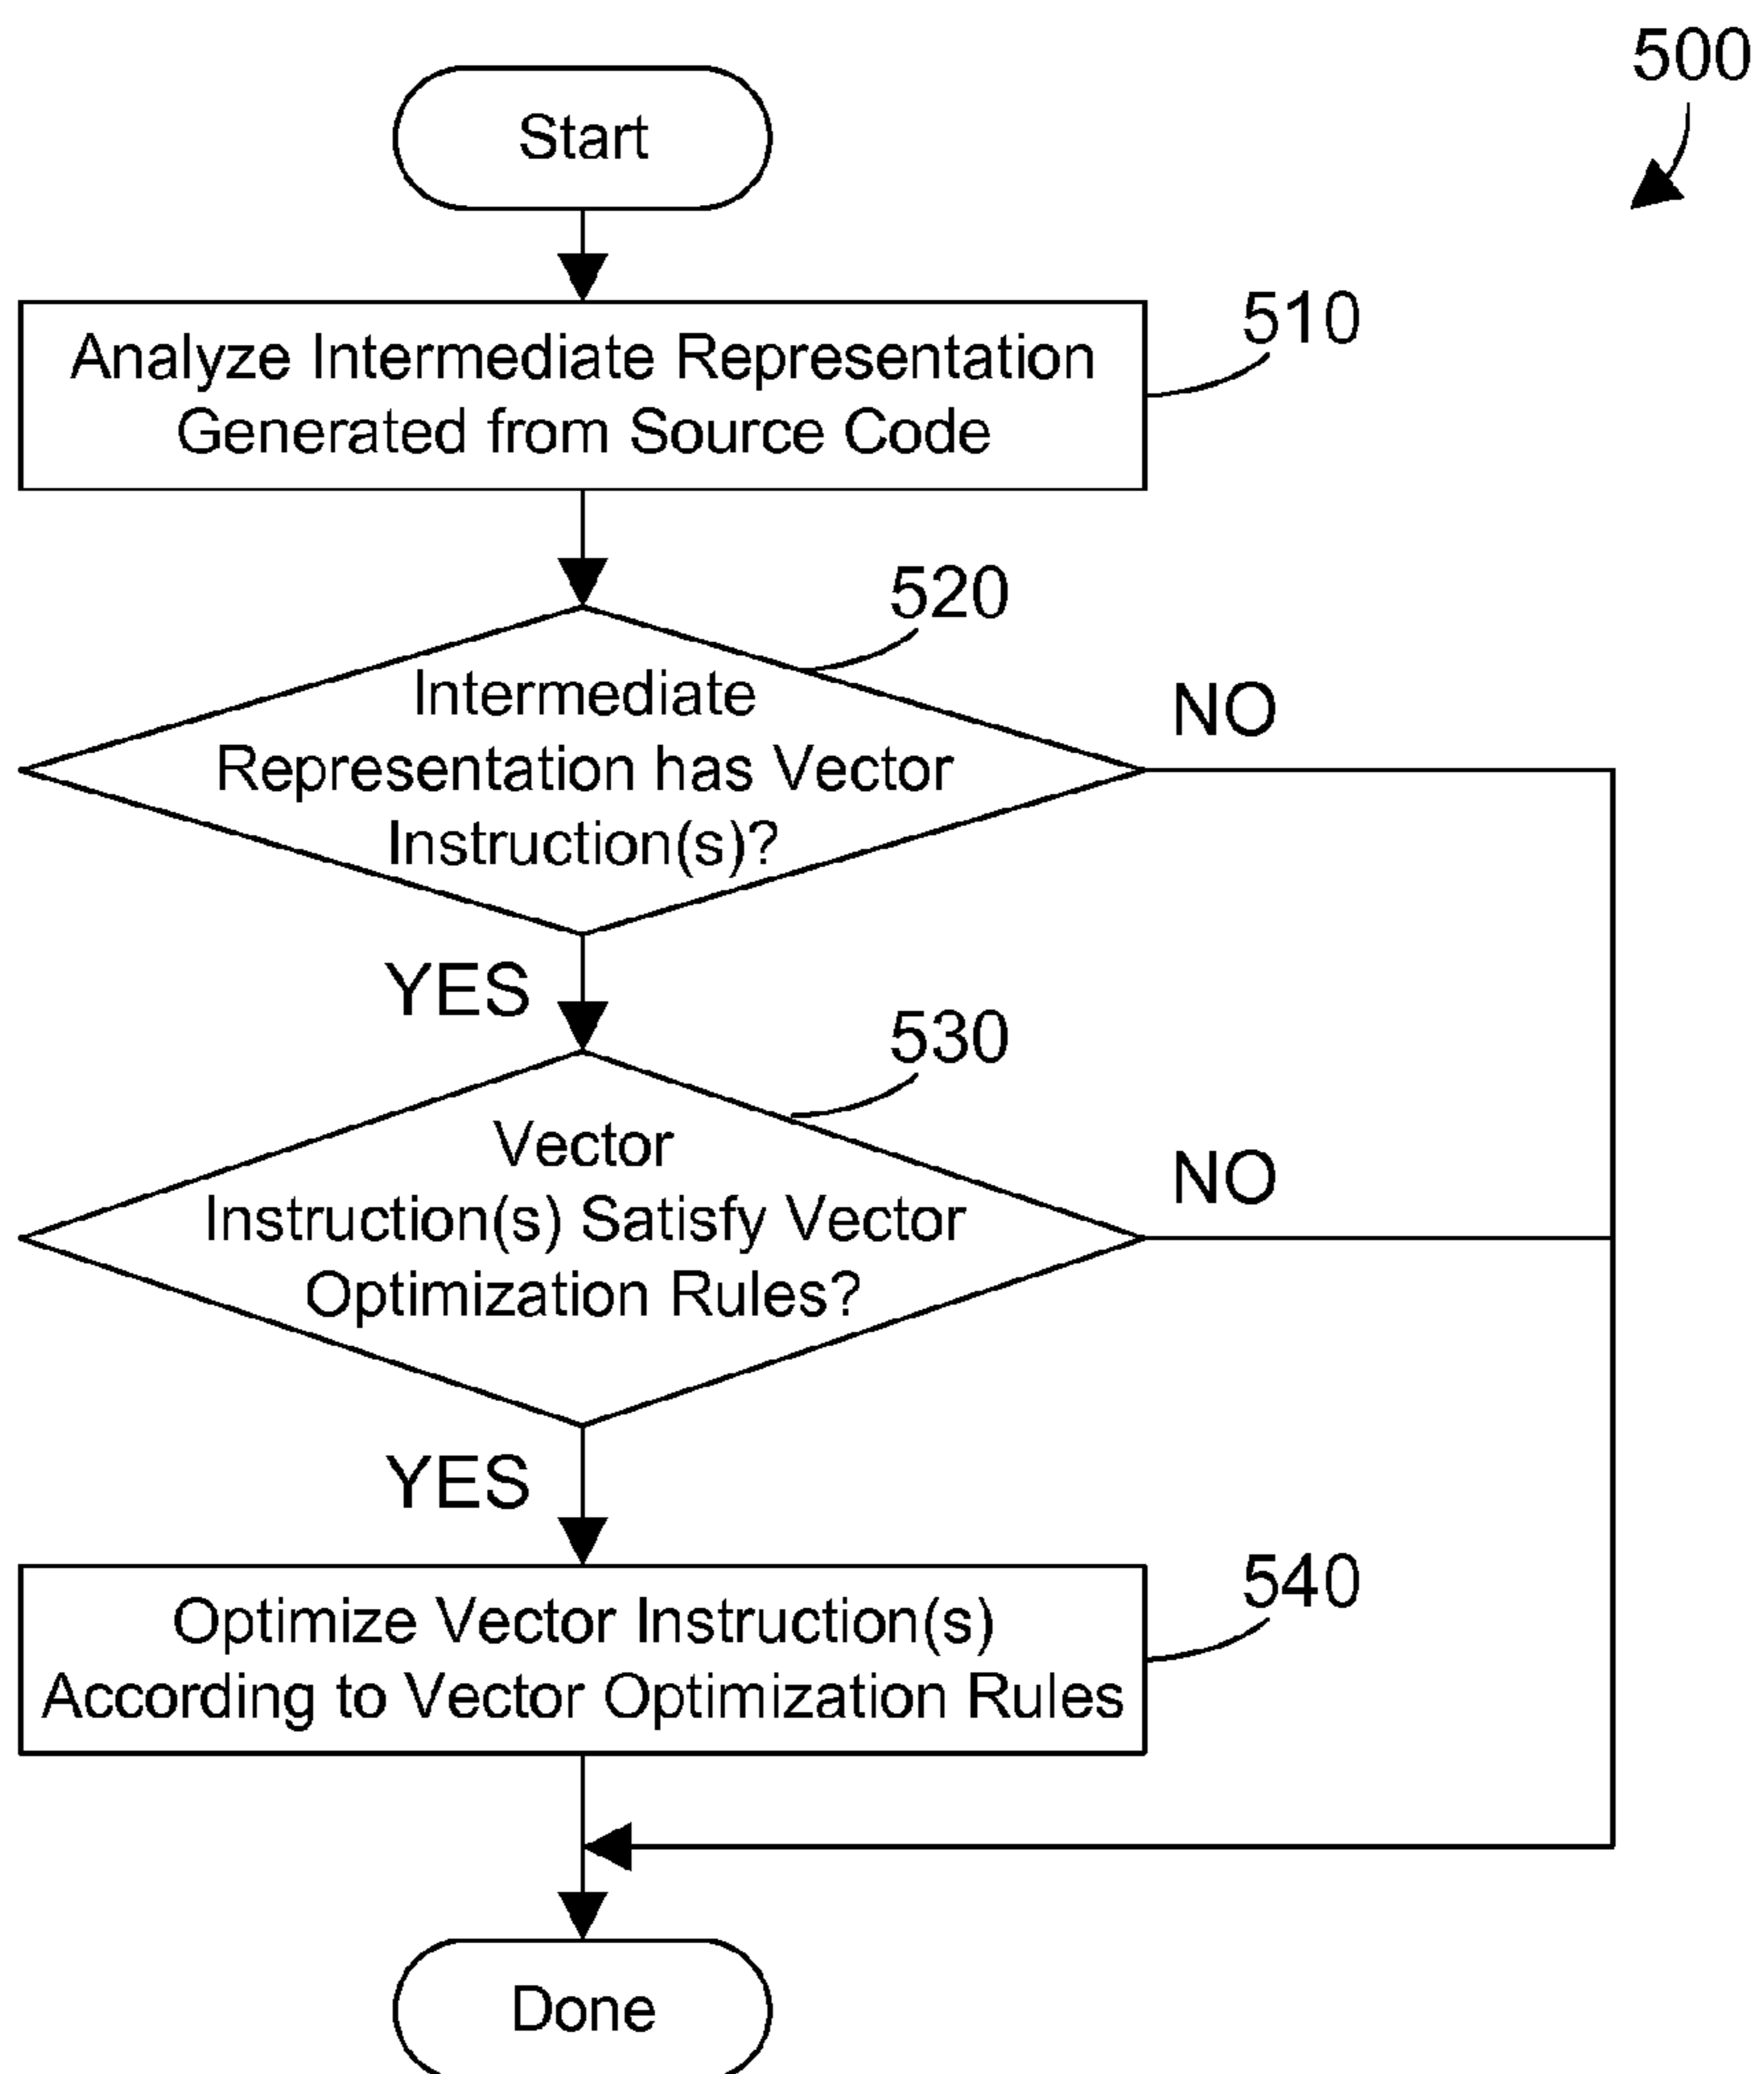 500
Start
510
Analyze Intermediate Representation
Generated from Source Code
520
Intermediate
Representation has Vector
Instruction(s)?
NO
YES
530
Vector
Instruction(s) Satisfy Vector
Optimization Rules?
NO
YES
540
Optimize Vector Instruction(s)
According to Vector Optimization Rules
Done